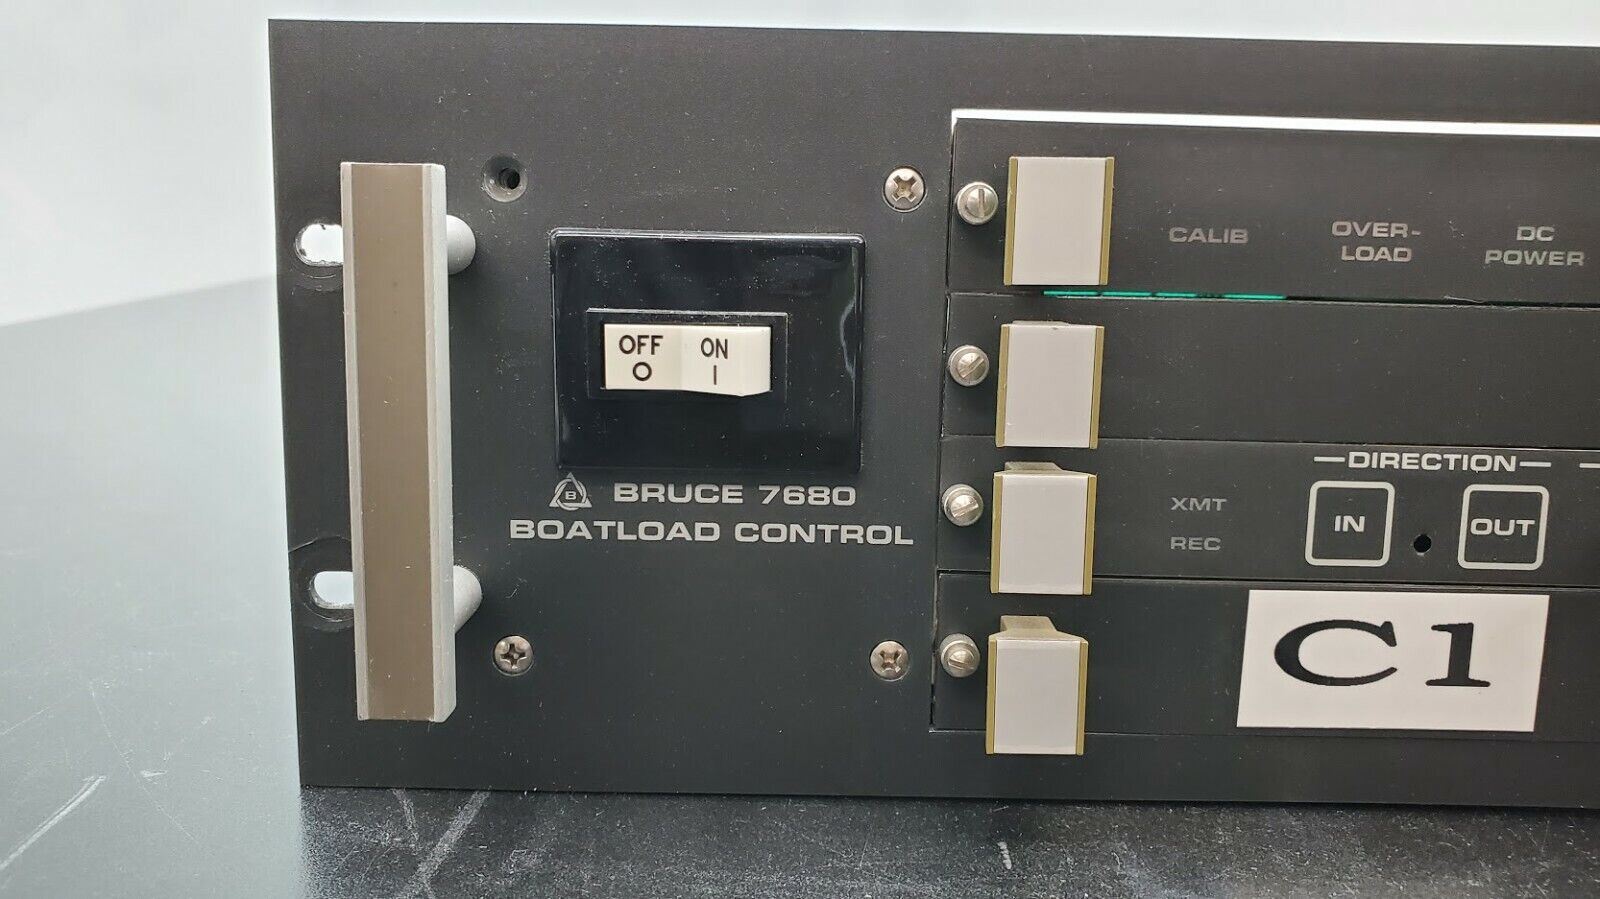 CALIB
OVER-
LOAD
DC
POWER
OFF
O
ON
I
B
BRUCE 7680
BOATLOAD CONTROL
DIRECTION
XMT
REC
IN
OUT
C1